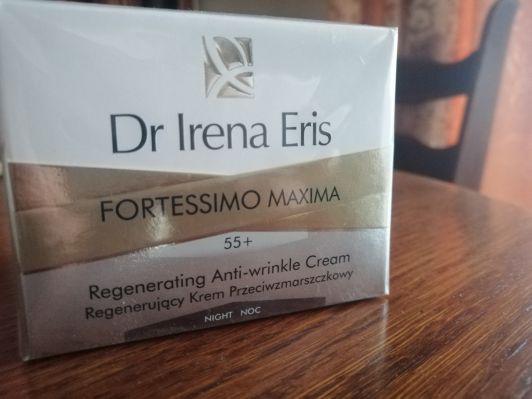 Dr Irena Eris
FORTESSIMO MAXIMA
55+
Regenerating Anti-wrinkle Cream
Regenerujący Krem Przeciwzmarszczkowy
NIGHT NOC